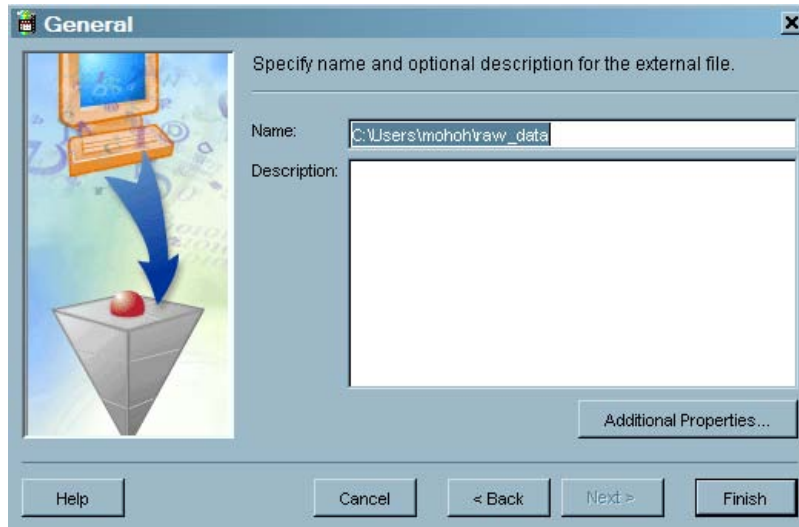 General
Specify name and optional description for the external file.
Name:
C:\Users\mohoh\raw_data
Description:
Additional Properties...
Help
Cancel
< Back
Next >
Finish